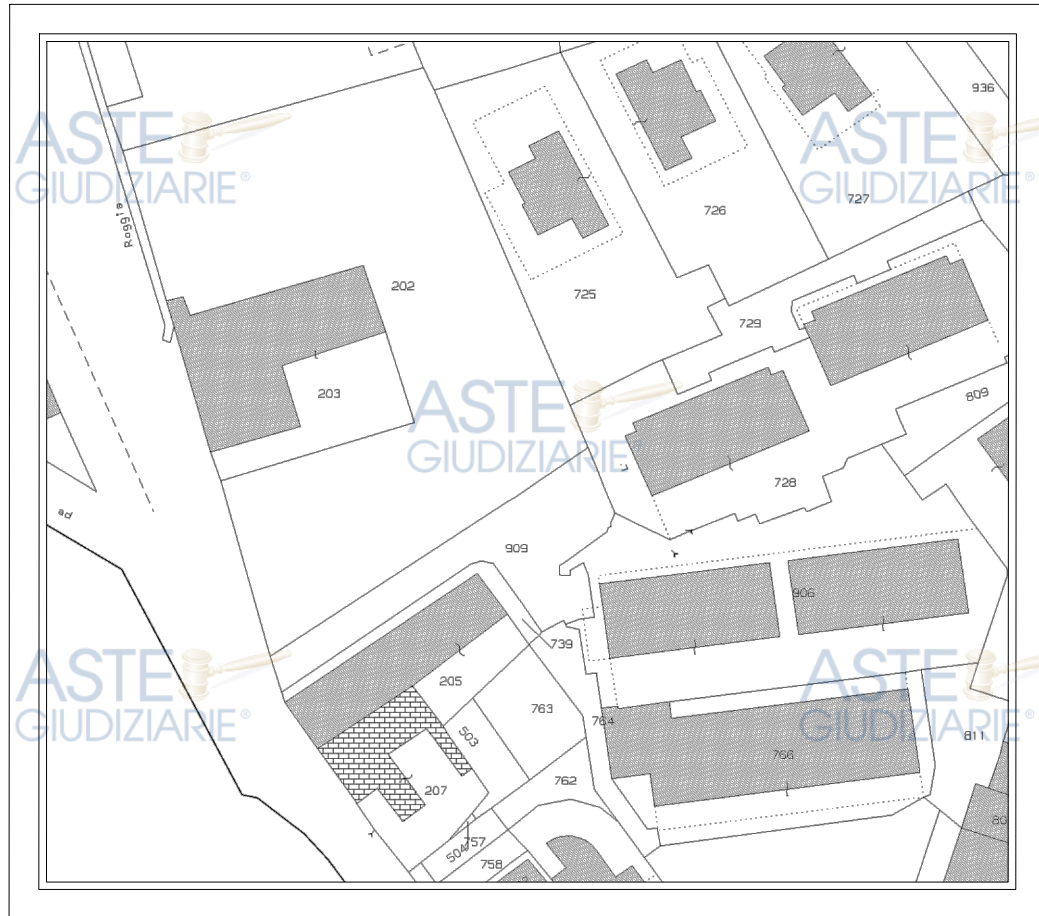 936
ASTE
GIUDIZIARIE®
ASTE
GIUDIZIARIE®
Roggia
726
727
202
725
729
203
ASTE
GIUDIZIARIE®
809
728
ad
909
906
739
ASTE
GIUDIZIARIE®
205
763
764
ASTE
GIUDIZIARIE®
503
811
766
762
207
757
504
758